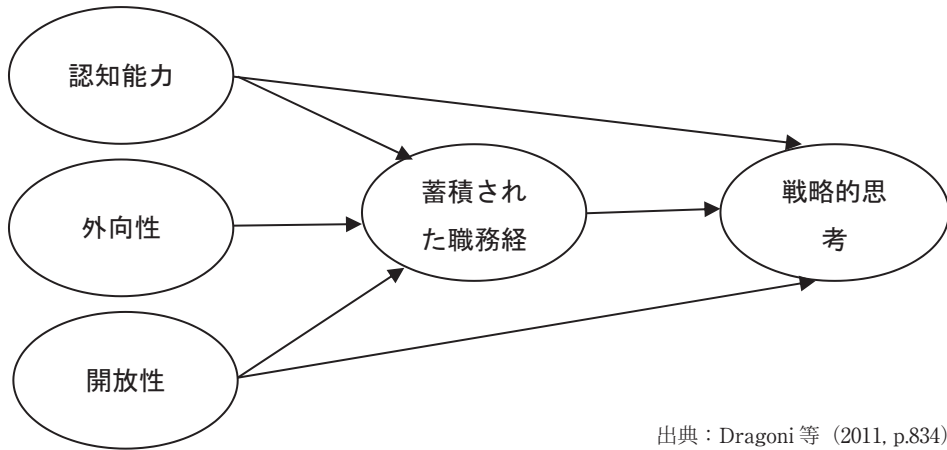 認知能力
外向性
開放性
蓄積され
た職務経
戦略的思
考
出典：Dragoni 等（2011, p.834）